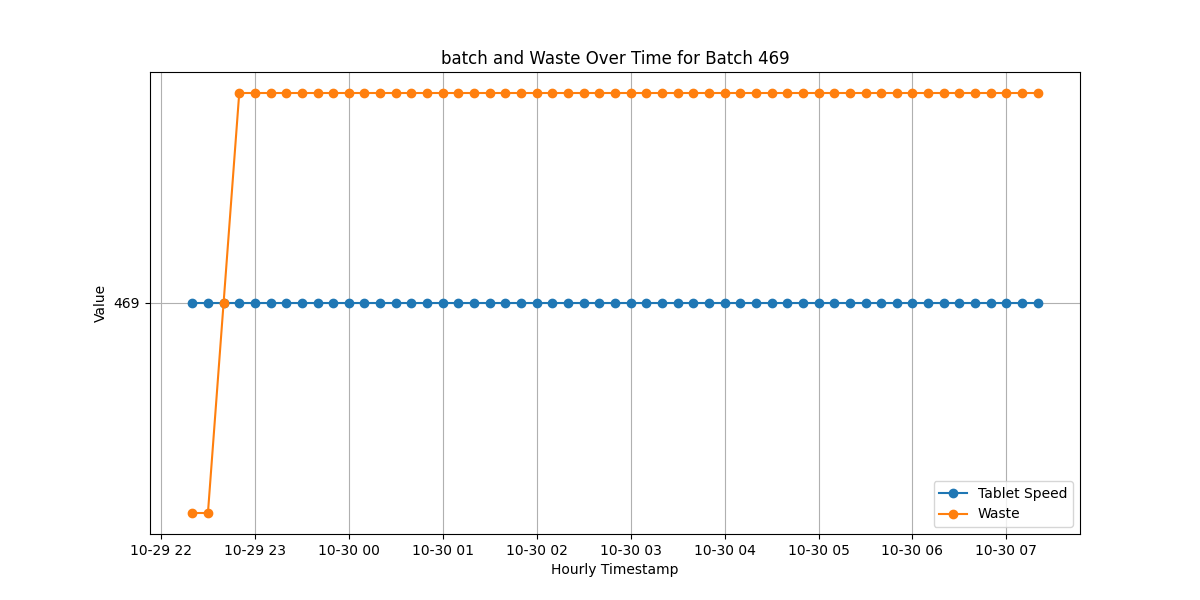 batch and Waste Over Time for Batch 469
Value
469
Tablet Speed
Waste
10-29 22 10-29 23 10-30 00 10-30 01 10-30 02 10-30 03 10-30 04 10-30 05 10-30 06 10-30 07
Hourly Timestamp